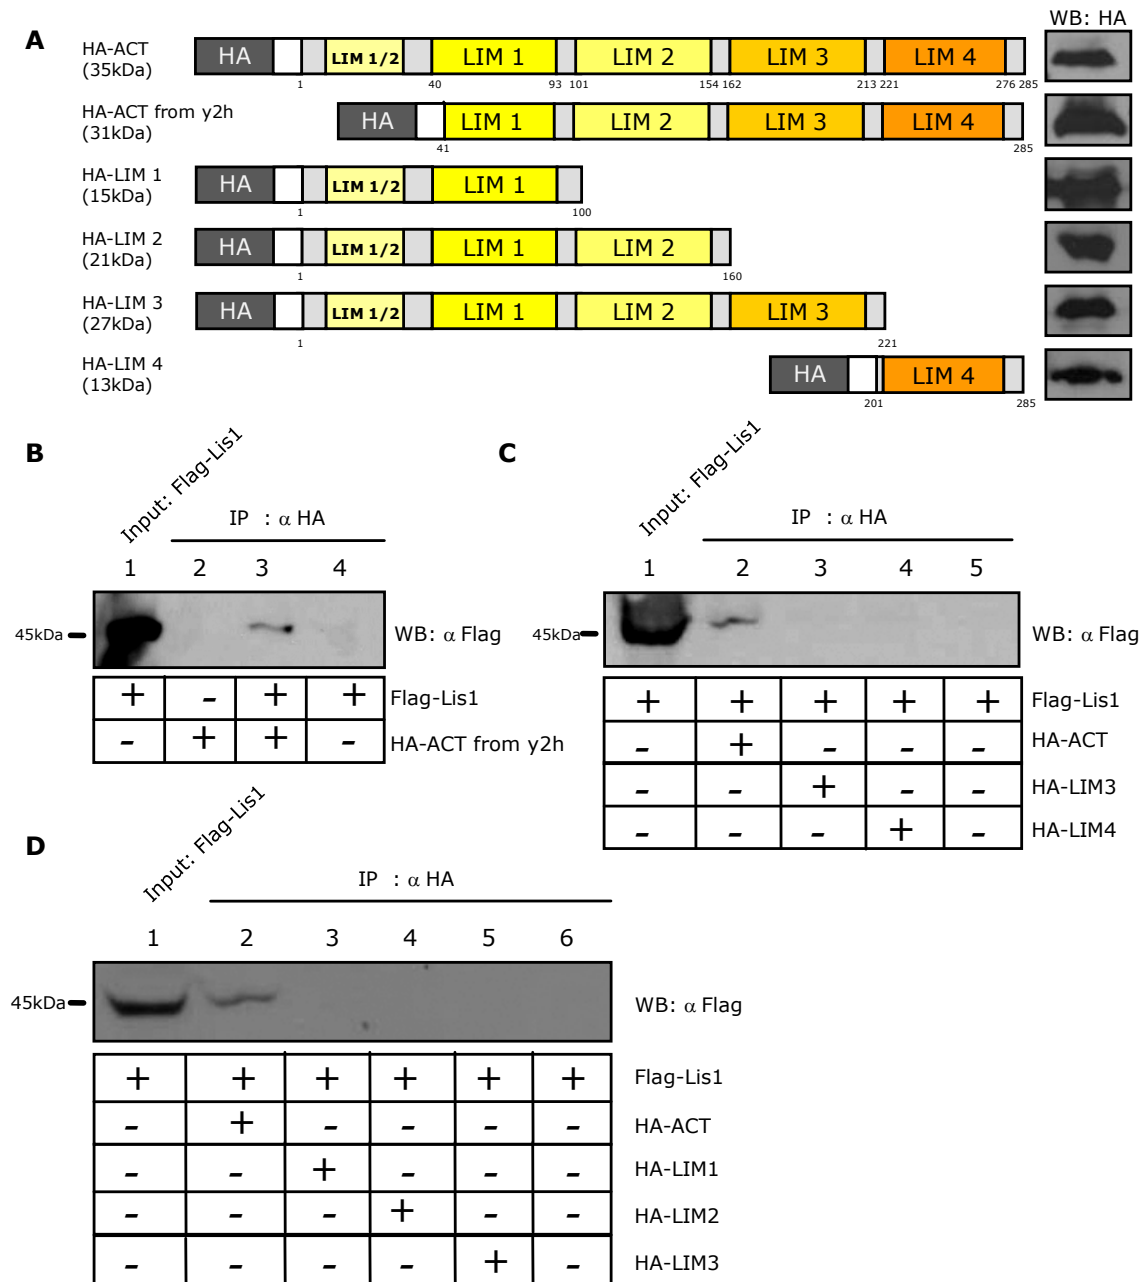 WB: HA
A
HA-ACT
(35kDa)
HA LIM 1/2 LIM 1 LIM 2 LIM 3 LIM 4
1 40 93 101 154 162 213 221 276 285
HA-ACT from y2h
(31kDa)
HA LIM 1 LIM 2 LIM 3 LIM 4
41 285
HA-LIM 1
(15kDa)
HA LIM 1/2 LIM 1
1 100
HA-LIM 2
(21kDa)
HA LIM 1/2 LIM 1 LIM 2
1 160
HA-LIM 3
(27kDa)
HA LIM 1/2 LIM 1 LIM 2 LIM 3
1 221
HA-LIM 4
(13kDa)
HA LIM 4
201 285
B
Input: Flag-Lis1
IP : α HA
1 2 3 4
45kDa
WB: α Flag
+ - + + Flag-Lis1
- + + - HA-ACT from y2h
C
Input: Flag-Lis1
IP : α HA
1 2 3 4 5
45kDa
WB: α Flag
+ + + + + Flag-Lis1
- + - - - HA-ACT
- - + - - HA-LIM3
- - - + - HA-LIM4
D
Input: Flag-Lis1
IP : α HA
1 2 3 4 5 6
45kDa
WB: α Flag
+ + + + + + Flag-Lis1
- + - - - - HA-ACT
- - + - - - HA-LIM1
- - - + - - HA-LIM2
- - - - + - HA-LIM3